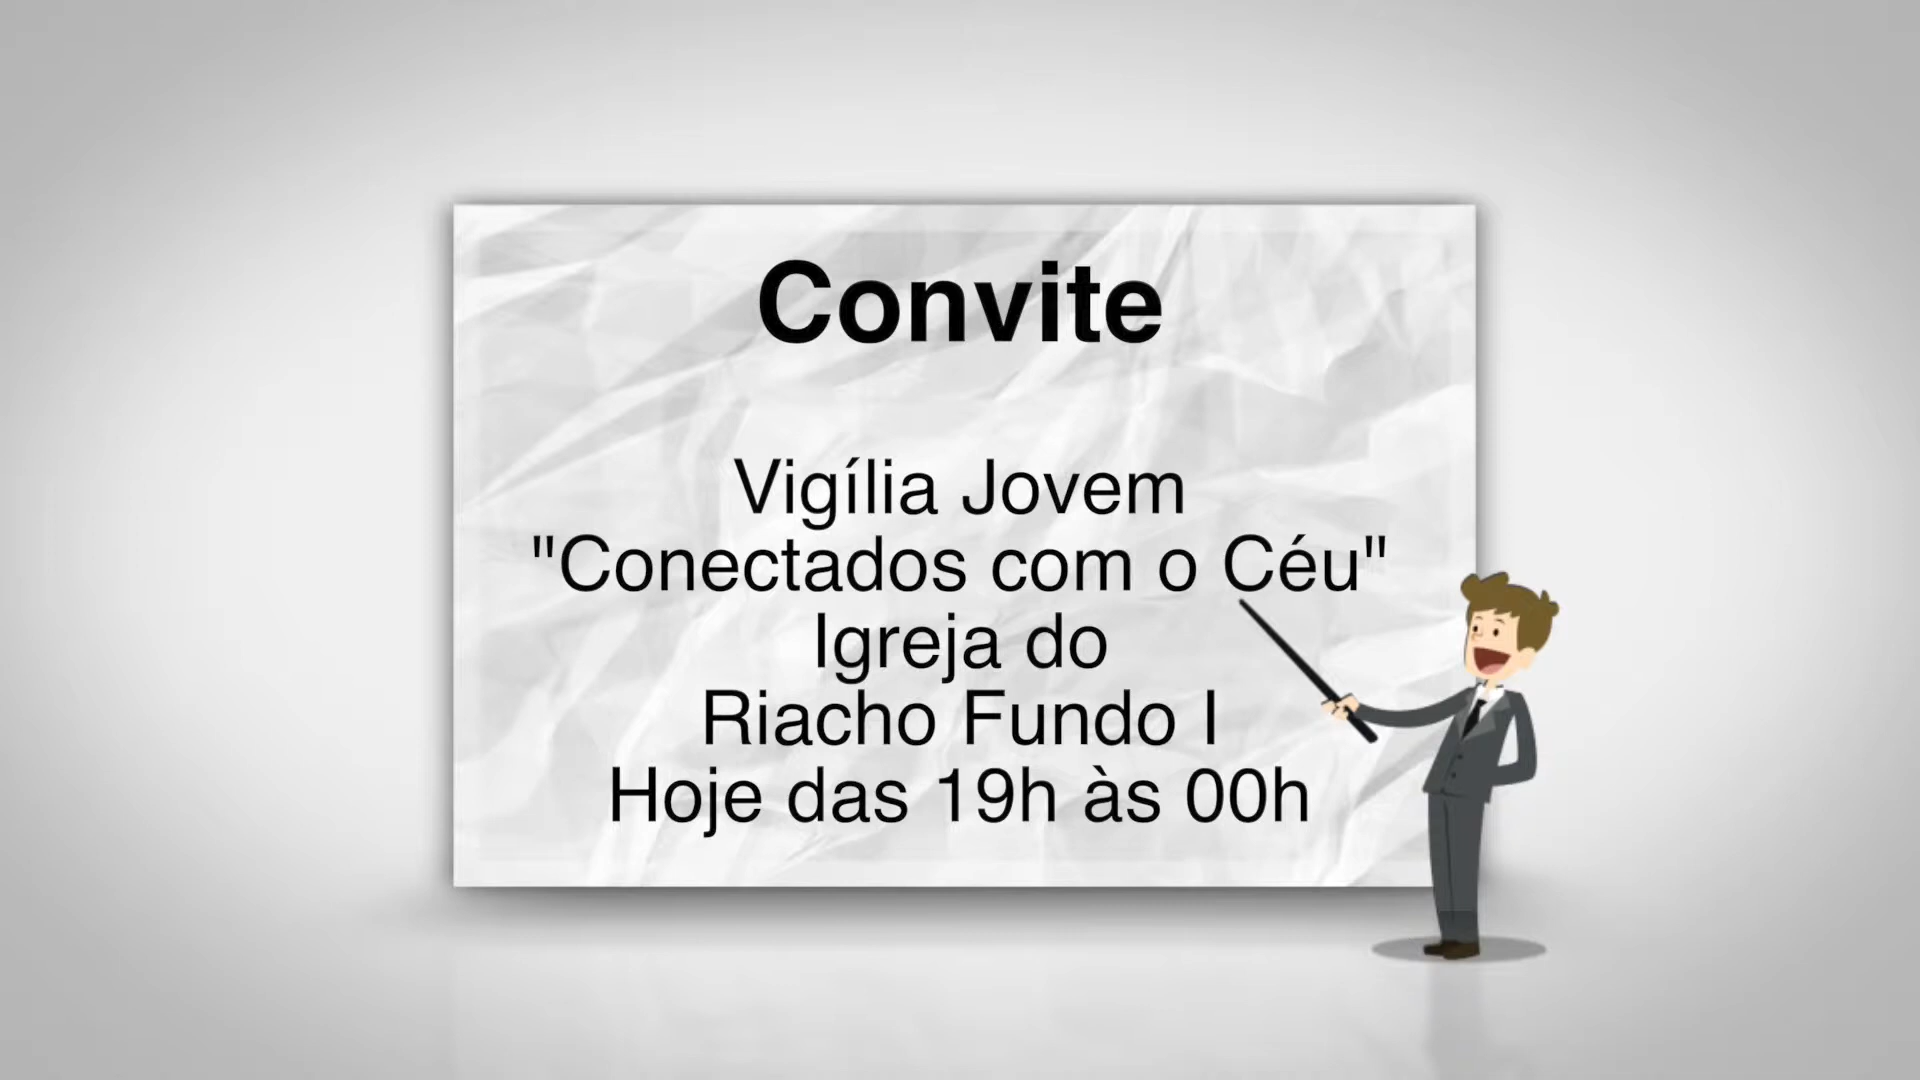 Convite
Vigília Jovem
"Conectados com o Céu"
Igreja do
Riacho Fundo I
Hoje das 19h às 00h